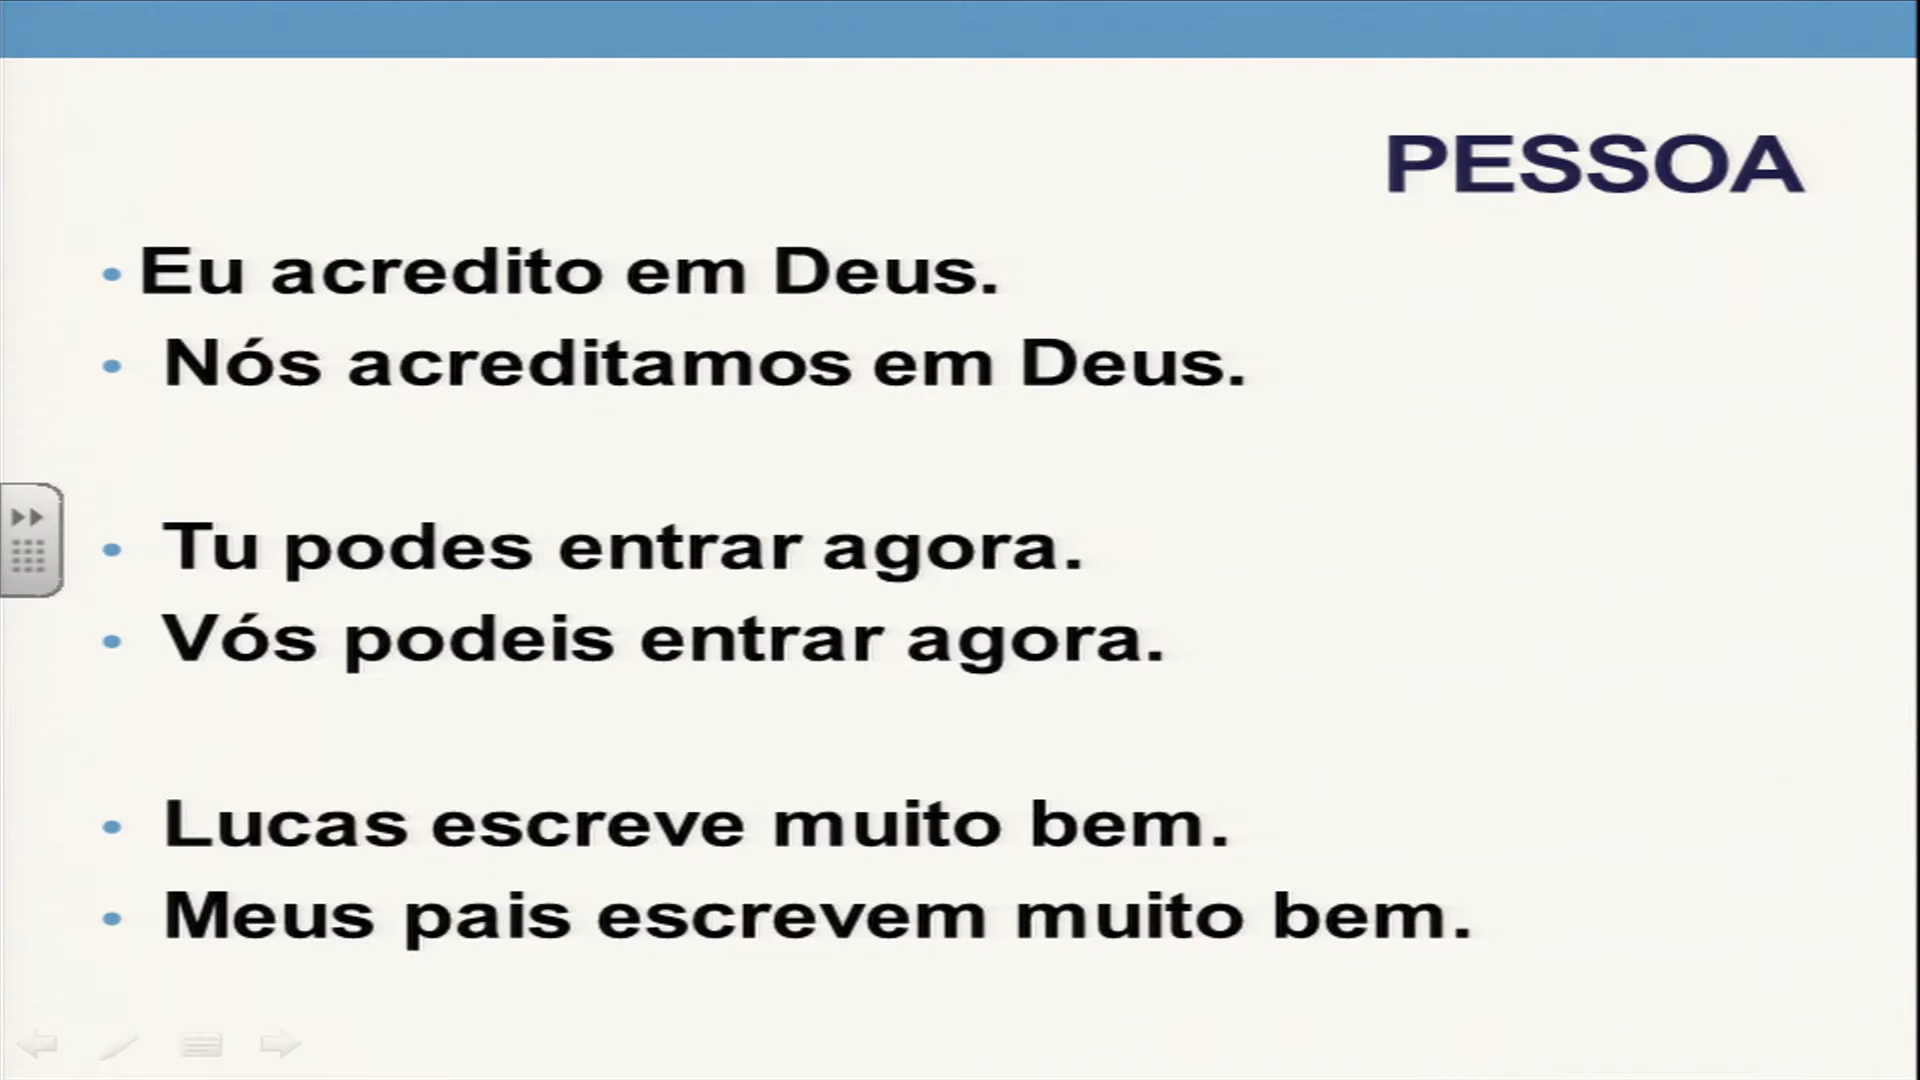 PESSOA
• Eu acredito em Deus.
• Nós acreditamos em Deus.
• Tu podes entrar agora.
• Vós podeis entrar agora.
• Lucas escreve muito bem.
• Meus pais escrevem muito bem.